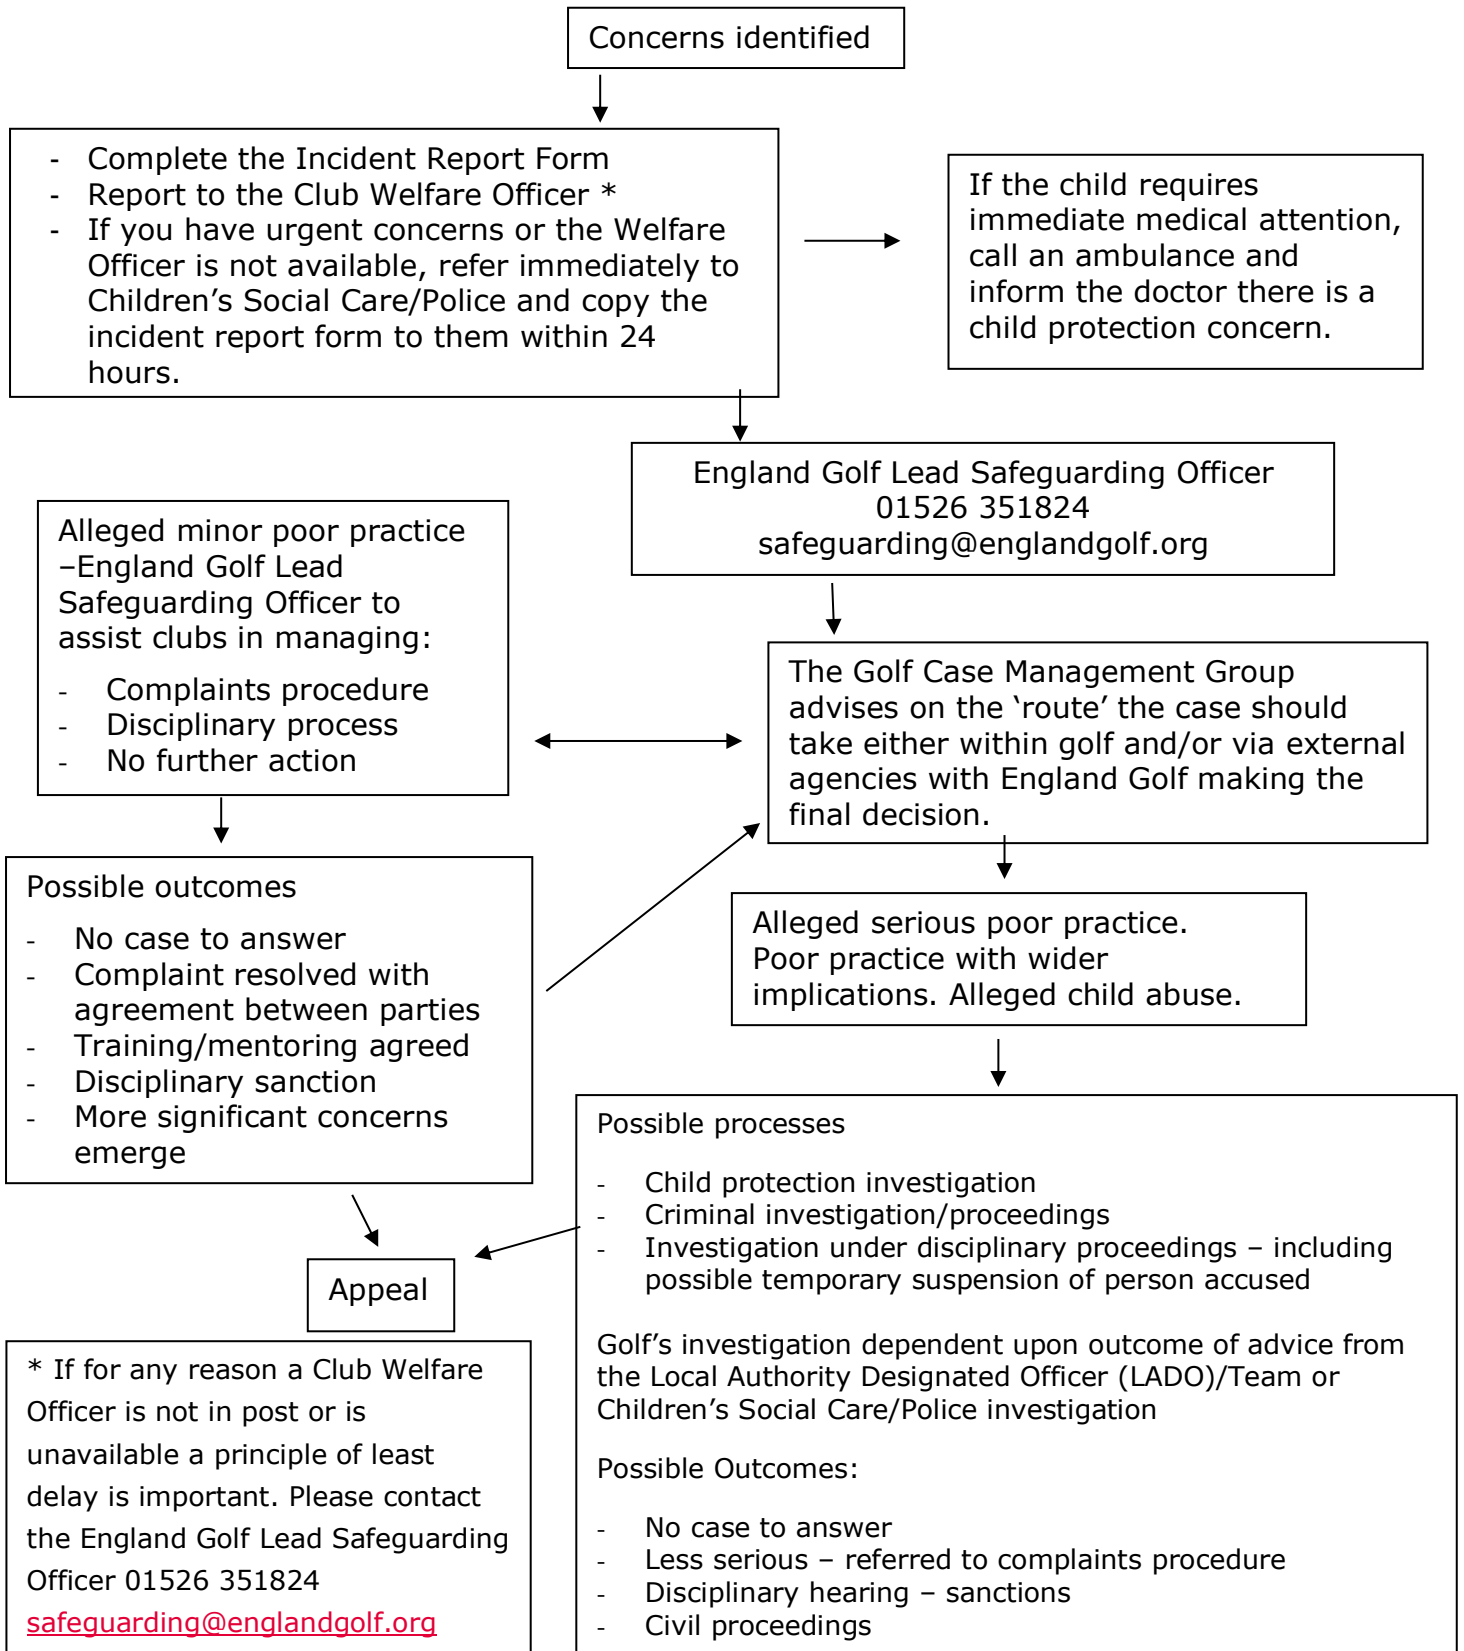 Concerns identified
- Complete the Incident Report Form
- Report to the Club Welfare Officer *
- If you have urgent concerns or the Welfare
Officer is not available, refer immediately to
Children’s Social Care/Police and copy the
incident report form to them within 24
hours.
If the child requires
immediate medical attention,
call an ambulance and
inform the doctor there is a
child protection concern.
England Golf Lead Safeguarding Officer
01526 351824
safeguarding@englandgolf.org
Alleged minor poor practice
–England Golf Lead
Safeguarding Officer to
assist clubs in managing:
- Complaints procedure
- Disciplinary process
- No further action
The Golf Case Management Group
advises on the ‘route’ the case should
take either within golf and/or via external
agencies with England Golf making the
final decision.
Possible outcomes
- No case to answer
- Complaint resolved with
agreement between parties
- Training/mentoring agreed
- Disciplinary sanction
- More significant concerns
emerge
Alleged serious poor practice.
Poor practice with wider
implications. Alleged child abuse.
Possible processes
- Child protection investigation
- Criminal investigation/proceedings
- Investigation under disciplinary proceedings – including
possible temporary suspension of person accused
Golf’s investigation dependent upon outcome of advice from
the Local Authority Designated Officer (LADO)/Team or
Children’s Social Care/Police investigation
Possible Outcomes:
- No case to answer
- Less serious – referred to complaints procedure
- Disciplinary hearing – sanctions
- Civil proceedings
Appeal
* If for any reason a Club Welfare
Officer is not in post or is
unavailable a principle of least
delay is important. Please contact
the England Golf Lead Safeguarding
Officer 01526 351824
safeguarding@englandgolf.org